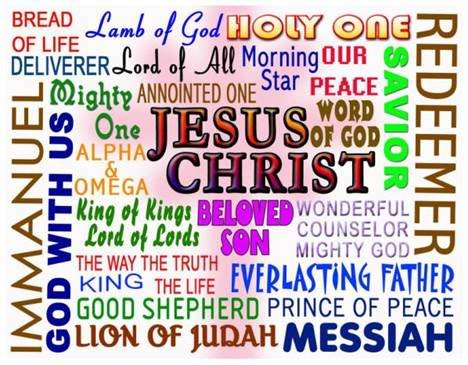 BREAD
OF LIFE
DELIVERER
Lamb of God
HOLY ONE
Lord of All
Morning
Star
OUR
PEACE
SAVIOR
REDEEMER
IMMANUEL
GOD WITH US
Mighty
One
ANNOINTED ONE
WORD
OF GOD
JESUS
CHRIST
ALPHA
&
OMEGA
King of Kings
Lord of Lords
BELOVED
SON
WONDERFUL
COUNSELOR
MIGHTY GOD
THE WAY THE TRUTH
THE LIFE
KING
EVERLASTING FATHER
GOOD SHEPHERD
PRINCE OF PEACE
LION OF JUDAH
MESSIAH